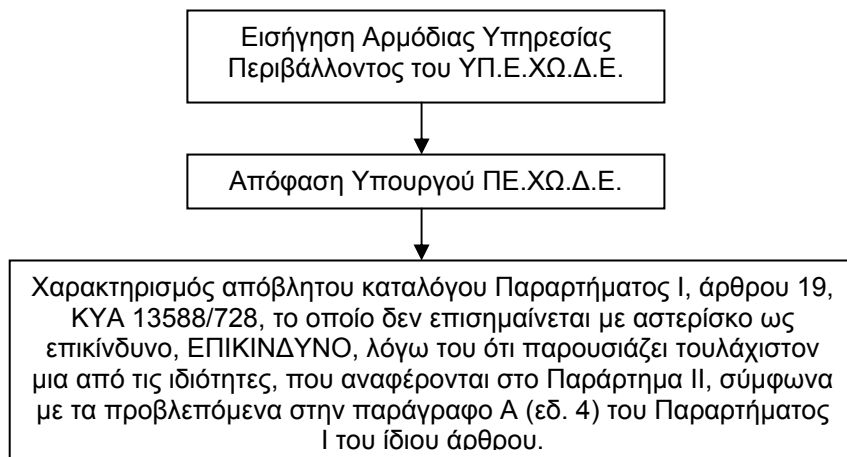 Εισήγηση Αρμόδιας Υπηρεσίας
Περιβάλλοντος του ΥΠ.Ε.ΧΩ.Δ.Ε.
Απόφαση Υπουργού ΠΕ.ΧΩ.Δ.Ε.
Χαρακτηρισμός απόβλητου καταλόγου Παραρτήματος Ι, άρθρου 19,
ΚΥΑ 13588/728, το οποίο δεν επισημαίνεται με αστερίσκο ως
επικίνδυνο, ΕΠΙΚΙΝΔΥΝΟ, λόγω του ότι παρουσιάζει τουλάχιστον
μια από τις ιδιότητες, που αναφέρονται στο Παράρτημα ΙΙ, σύμφωνα
με τα προβλεπόμενα στην παράγραφο Α (εδ. 4) του Παραρτήματος
Ι του ίδιου άρθρου.